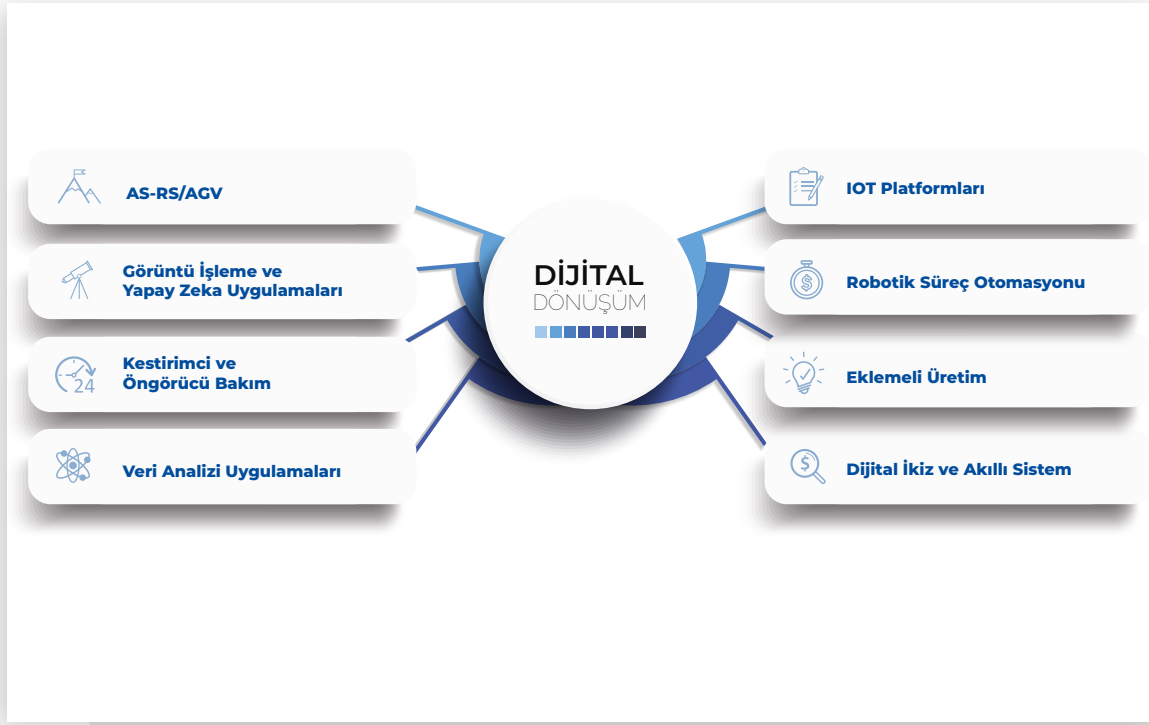 AS-RS/AGV
Görüntü İşleme ve
Yapay Zeka Uygulamaları
Kestirimci ve
Öngörücü Bakım
24
Veri Analizi Uygulamaları
DİJİTAL
DÖNÜŞÜM
IOT Platformları
$
Robotik Süreç Otomasyonu
Eklemeli Üretim
$
Dijital İkiz ve Akıllı Sistem